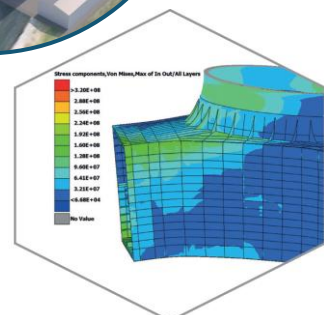 Stress components,Von Mises,Max of In Out/All Layers
>3.20E+08
2.88E+08
2.56E+08
2.24E+08
1.92E+08
1.60E+08
1.28E+08
9.60E+07
6.41E+07
3.21E+07
<6.68E+04
No Value